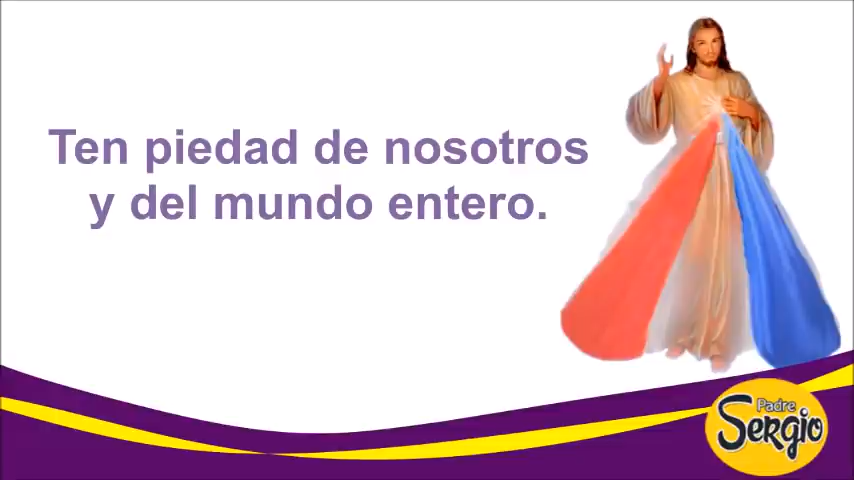 Ten piedad de nosotros
y del mundo entero.
Padre
Sergio